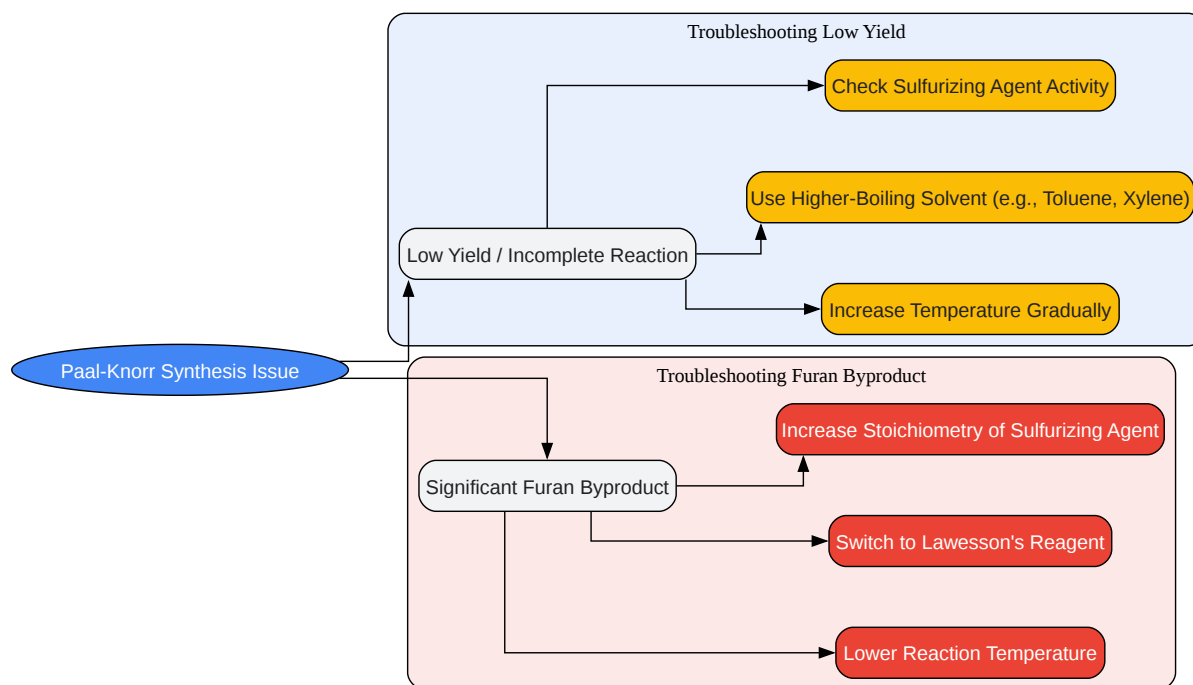 Troubleshooting Low Yield
Check Sulfurizing Agent Activity
Use Higher-Boiling Solvent (e.g., Toluene, Xylene)
Low Yield / Incomplete Reaction
Increase Temperature Gradually
Paal-Knorr Synthesis Issue
Troubleshooting Furan Byproduct
Increase Stoichiometry of Sulfurizing Agent
Significant Furan Byproduct
Switch to Lawesson's Reagent
Lower Reaction Temperature